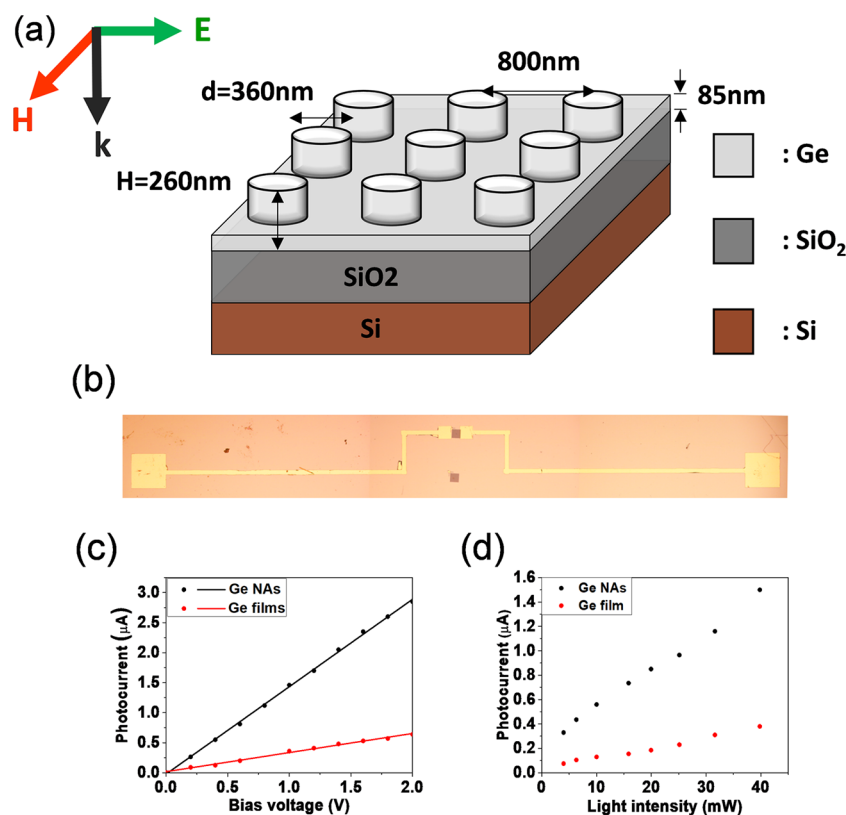 (a)
E
H
k
d=360nm
800nm
85nm
H=260nm
: Ge
: SiO2
: Si
SiO2
Si
(b)
(c)
Ge NAs
Ge films
Photocurrent (μA)
3.0
2.5
2.0
1.5
1.0
0.5
0.0
0.0 0.5 1.0 1.5 2.0
Bias voltage (V)
(d)
Ge NAs
Ge film
Photocurrent (μA)
1.6
1.4
1.2
1.0
0.8
0.6
0.4
0.2
0.0
0 10 20 30 40 50
Light intensity (mW)